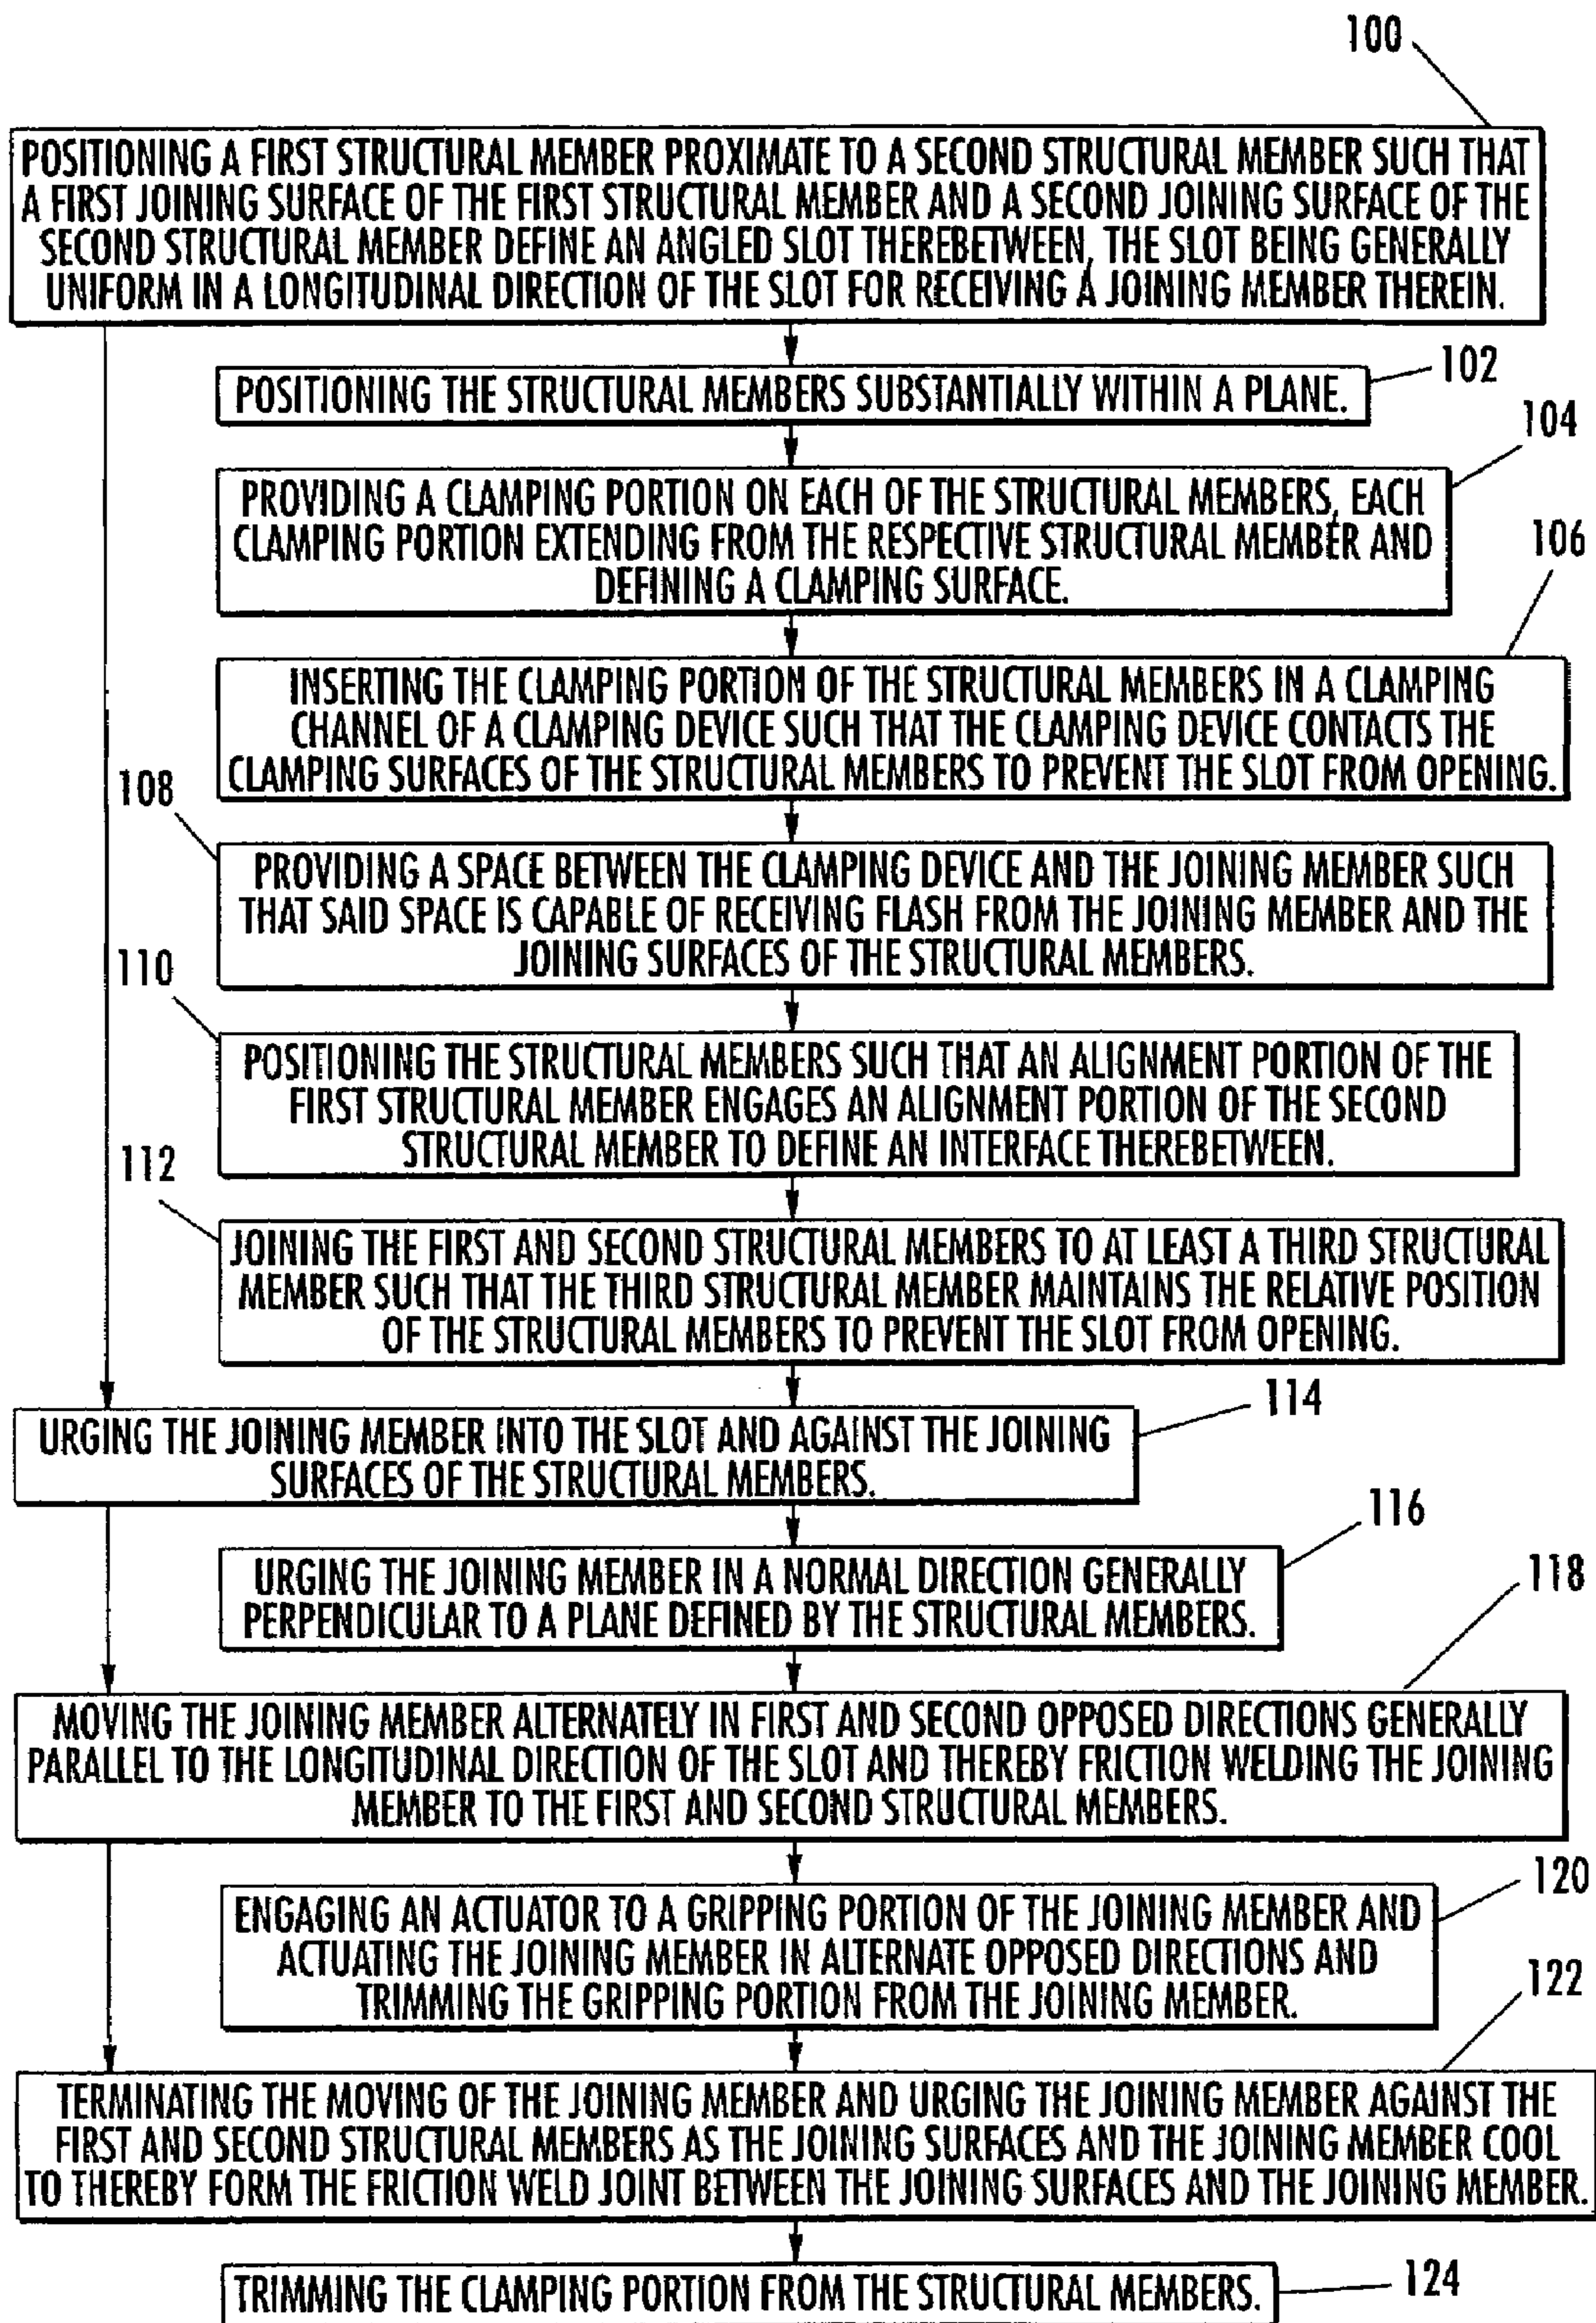 100
POSITIONING A FIRST STRUCTURAL MEMBER PROXIMATE TO A SECOND STRUCTURAL MEMBER SUCH THAT
A FIRST JOINING SURFACE OF THE FIRST STRUCTURAL MEMBER AND A SECOND JOINING SURFACE OF THE
SECOND STRUCTURAL MEMBER DEFINE AN ANGLED SLOT THEREBETWEEN, THE SLOT BEING GENERALLY
UNIFORM IN A LONGITUDINAL DIRECTION OF THE SLOT FOR RECEIVING A JOINING MEMBER THEREIN.
102
POSITIONING THE STRUCTURAL MEMBERS SUBSTANTIALLY WITHIN A PLANE.
104
PROVIDING A CLAMPING PORTION ON EACH OF THE STRUCTURAL MEMBERS, EACH
CLAMPING PORTION EXTENDING FROM THE RESPECTIVE STRUCTURAL MEMBER AND
DEFINING A CLAMPING SURFACE.
106
INSERTING THE CLAMPING PORTION OF THE STRUCTURAL MEMBERS IN A CLAMPING
CHANNEL OF A CLAMPING DEVICE SUCH THAT THE CLAMPING DEVICE CONTACTS THE
CLAMPING SURFACES OF THE STRUCTURAL MEMBERS TO PREVENT THE SLOT FROM OPENING.
108
PROVIDING A SPACE BETWEEN THE CLAMPING DEVICE AND THE JOINING MEMBER SUCH
THAT SAID SPACE IS CAPABLE OF RECEIVING FLASH FROM THE JOINING MEMBER AND THE
JOINING SURFACES OF THE STRUCTURAL MEMBERS.
110
POSITIONING THE STRUCTURAL MEMBERS SUCH THAT AN ALIGNMENT PORTION OF THE
FIRST STRUCTURAL MEMBER ENGAGES AN ALIGNMENT PORTION OF THE SECOND
STRUCTURAL MEMBER TO DEFINE AN INTERFACE THEREBETWEEN.
112
JOINING THE FIRST AND SECOND STRUCTURAL MEMBERS TO AT LEAST A THIRD STRUCTURAL
MEMBER SUCH THAT THE THIRD STRUCTURAL MEMBER MAINTAINS THE RELATIVE POSITION
OF THE STRUCTURAL MEMBERS TO PREVENT THE SLOT FROM OPENING.
114
URGING THE JOINING MEMBER INTO THE SLOT AND AGAINST THE JOINING
SURFACES OF THE STRUCTURAL MEMBERS.
116
URGING THE JOINING MEMBER IN A NORMAL DIRECTION GENERALLY
PERPENDICULAR TO A PLANE DEFINED BY THE STRUCTURAL MEMBERS.
118
MOVING THE JOINING MEMBER ALTERNATELY IN FIRST AND SECOND OPPOSED DIRECTIONS GENERALLY
PARALLEL TO THE LONGITUDINAL DIRECTION OF THE SLOT AND THEREBY FRICTION WELDING THE JOINING
MEMBER TO THE FIRST AND SECOND STRUCTURAL MEMBERS.
120
ENGAGING AN ACTUATOR TO A GRIPPING PORTION OF THE JOINING MEMBER AND
ACTUATING THE JOINING MEMBER IN ALTERNATE OPPOSED DIRECTIONS AND
TRIMMING THE GRIPPING PORTION FROM THE JOINING MEMBER.
122
TERMINATING THE MOVING OF THE JOINING MEMBER AND URGING THE JOINING MEMBER AGAINST THE
FIRST AND SECOND STRUCTURAL MEMBERS AS THE JOINING SURFACES AND THE JOINING MEMBER COOL
TO THEREBY FORM THE FRICTION WELD JOINT BETWEEN THE JOINING SURFACES AND THE JOINING MEMBER.
TRIMMING THE CLAMPING PORTION FROM THE STRUCTURAL MEMBERS.
124